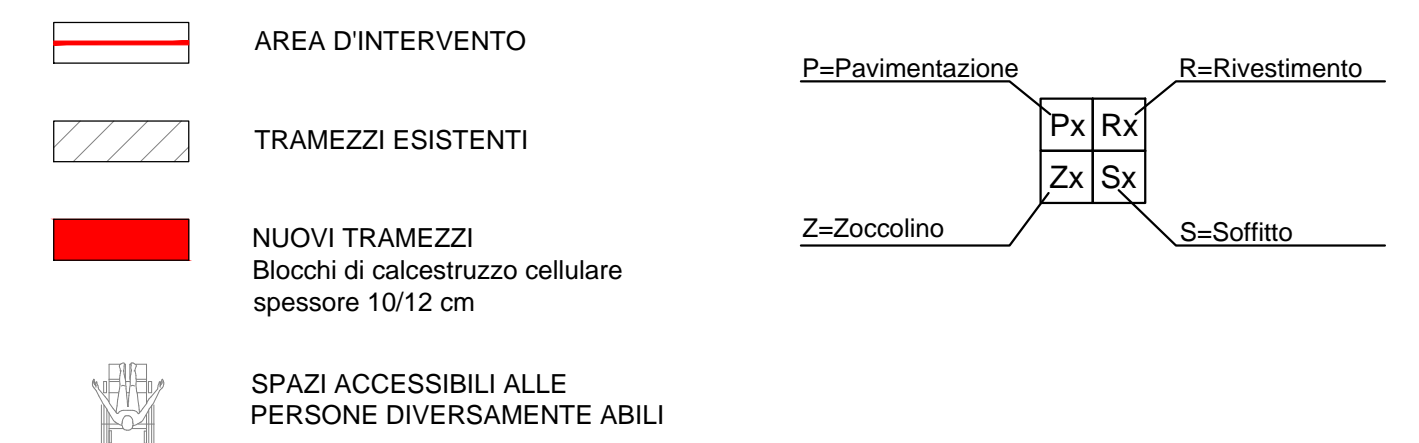 AREA D'INTERVENTO
TRAMEZZI ESISTENTI
NUOVI TRAMEZZI
Blocchi di calcestruzzo cellulare
spessore 10/12 cm
SPAZI ACCESSIBILI ALLE
PERSONE DIVERSAMENTE ABILI
P=Pavimentazione
R=Rivestimento
Px Rx
Zx Sx
Z=Zoccolino
S=Soffitto